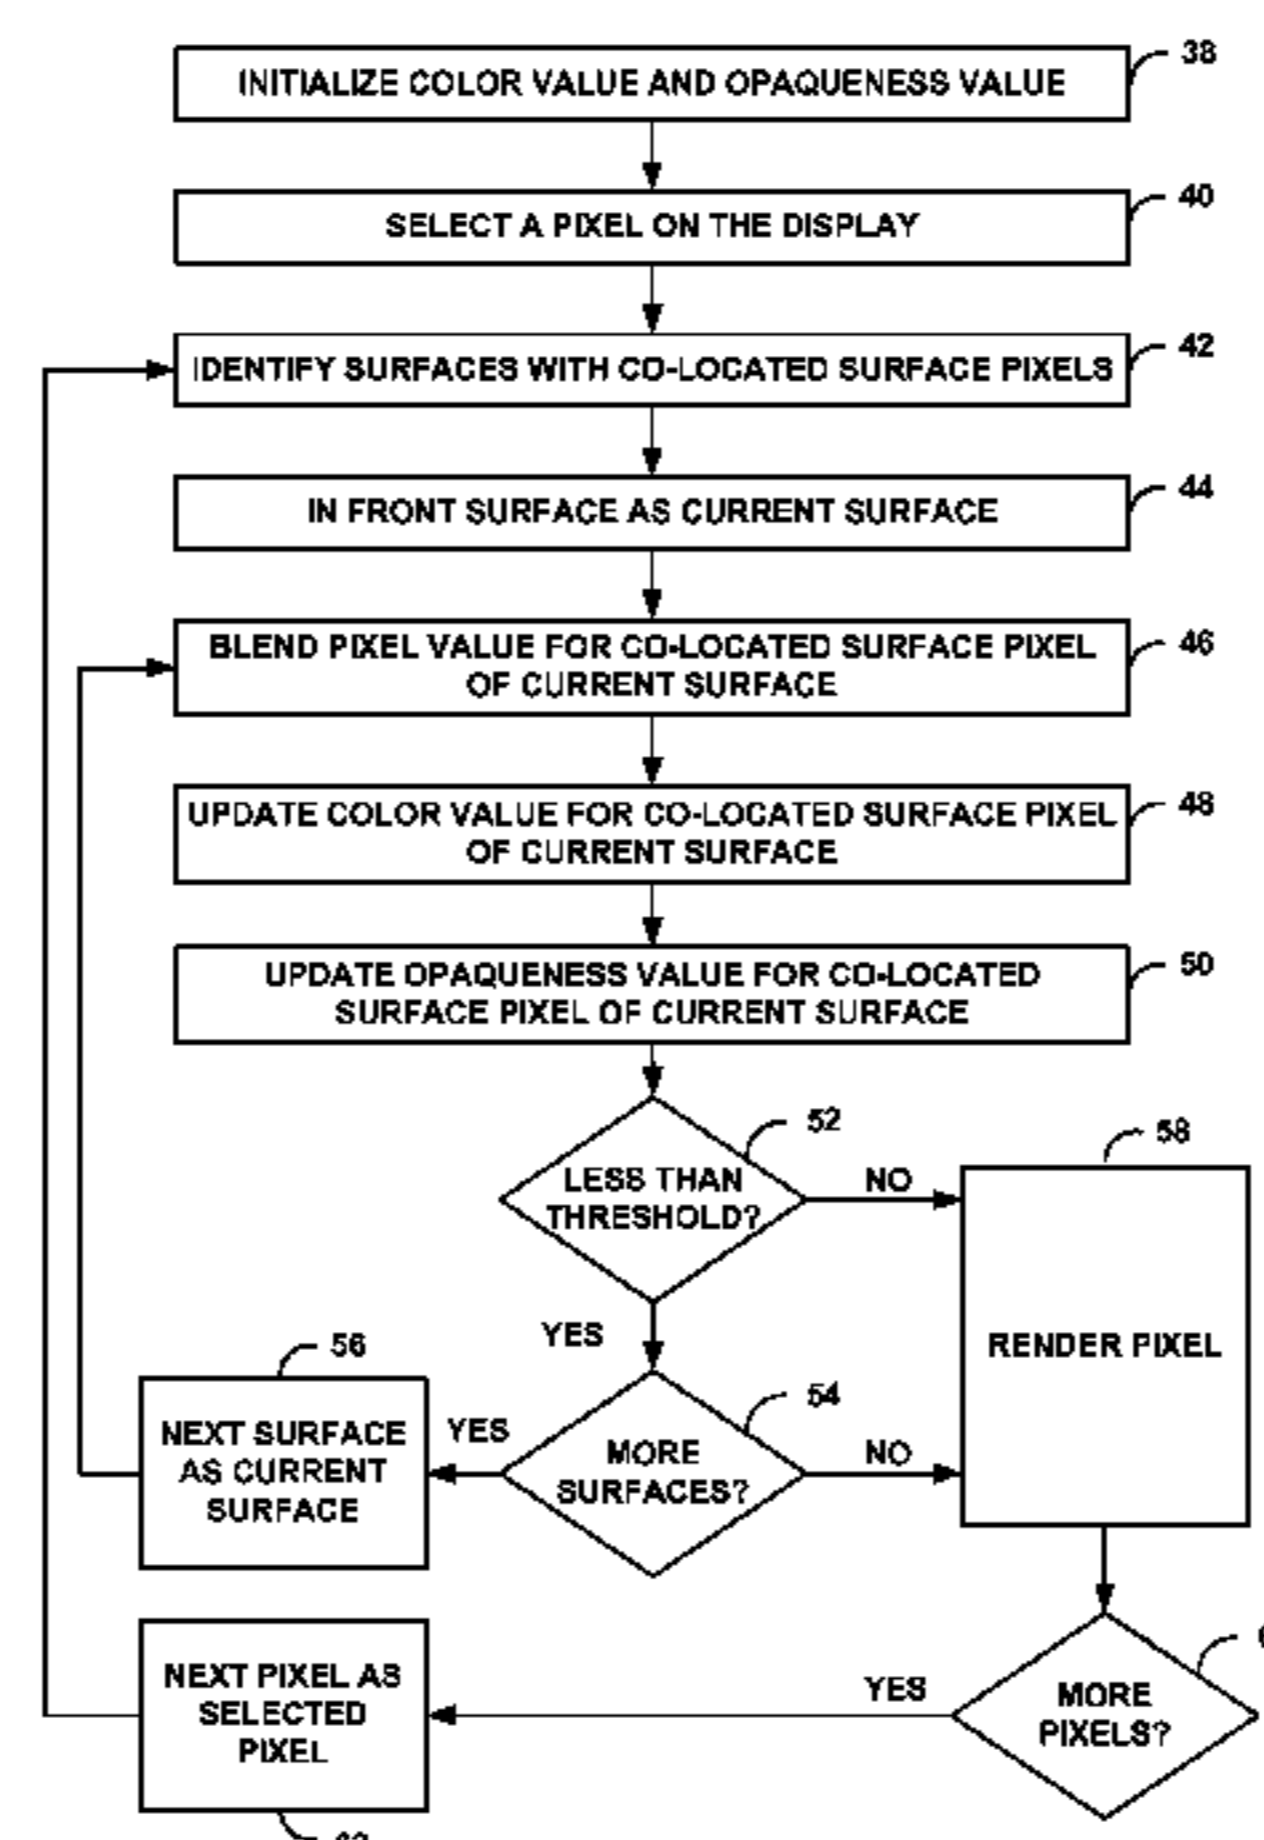 INITIALIZE COLOR VALUE AND OPAQUENESS VALUE
38
SELECT A PIXEL ON THE DISPLAY
40
IDENTIFY SURFACES WITH CO-LOCATED SURFACE PIXELS
42
IN FRONT SURFACE AS CURRENT SURFACE
44
BLEND PIXEL VALUE FOR CO-LOCATED SURFACE PIXEL
OF CURRENT SURFACE
46
UPDATE COLOR VALUE FOR CO-LOCATED SURFACE PIXEL
OF CURRENT SURFACE
48
UPDATE OPAQUENESS VALUE FOR CO-LOCATED
SURFACE PIXEL OF CURRENT SURFACE
50
LESS THAN
THRESHOLD?
52
NO
YES
58
RENDER PIXEL
56
NEXT SURFACE
AS CURRENT
SURFACE
YES
MORE
SURFACES?
54
NO
NEXT PIXEL AS
SELECTED
PIXEL
YES
MORE
PIXELS?